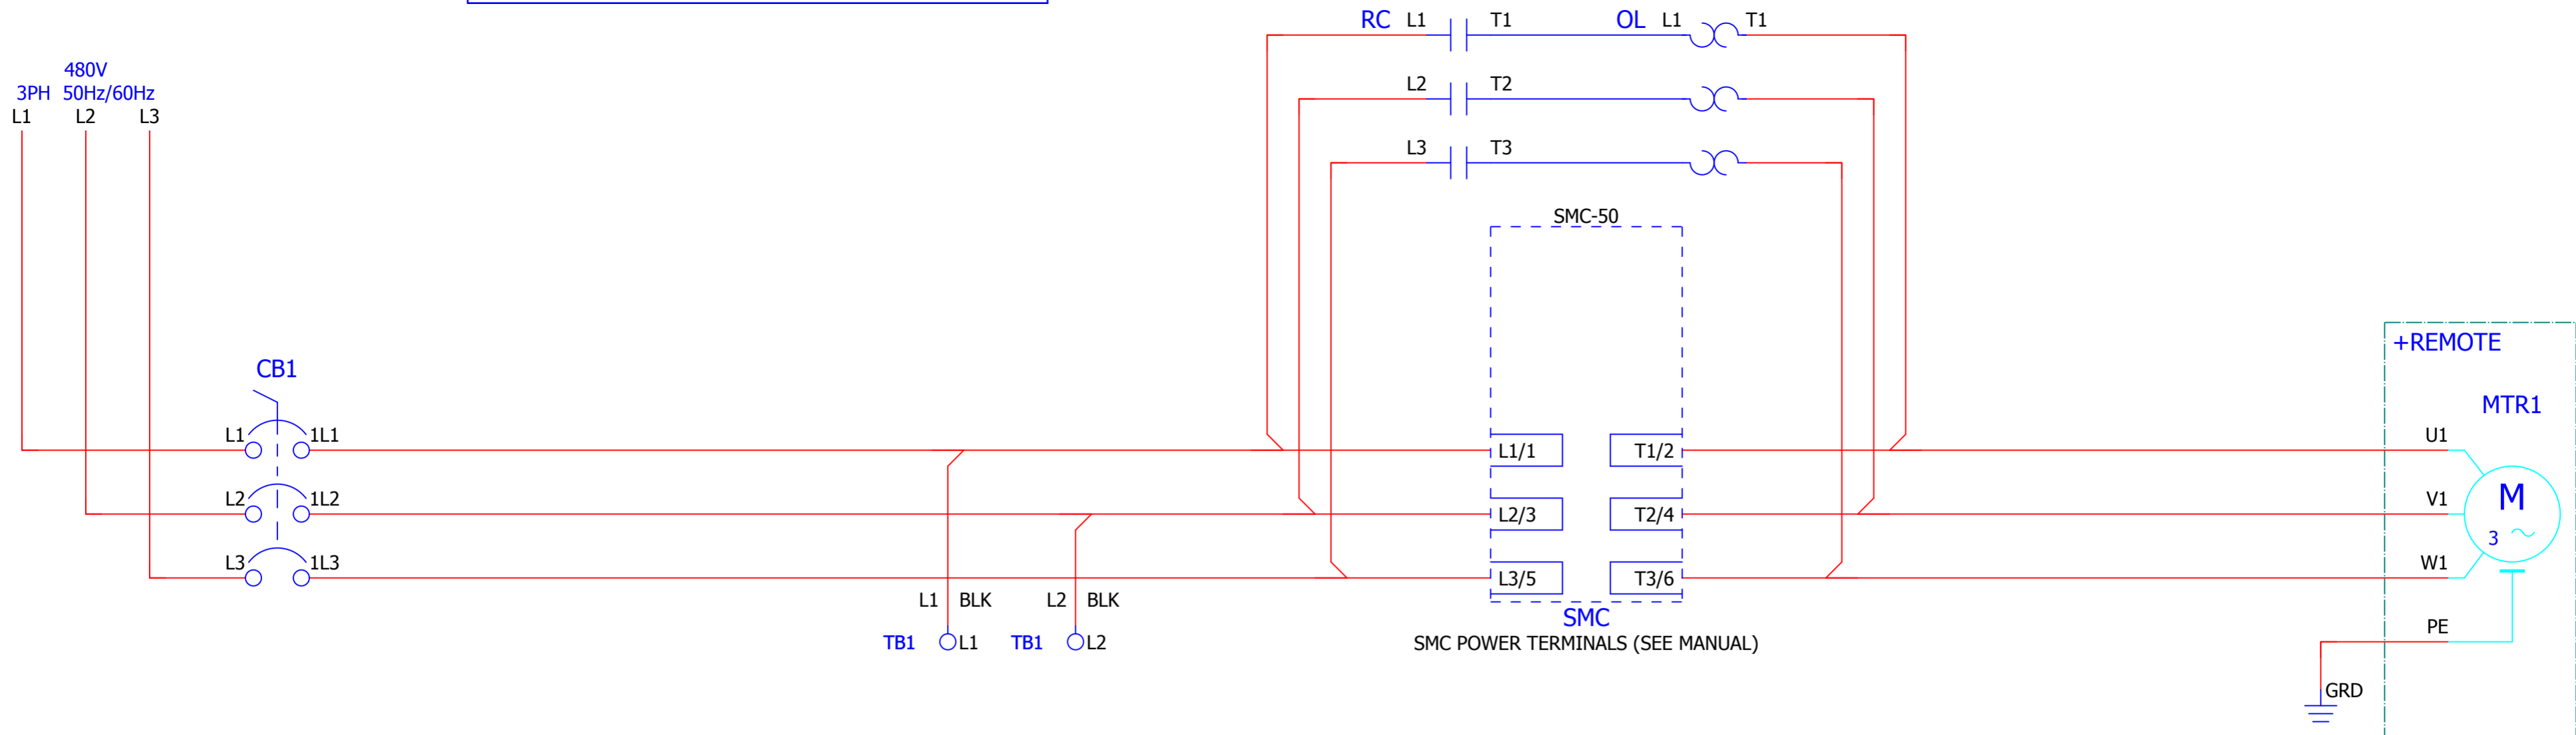 RC L1 T1 OL L1 T1
480V
3PH 50Hz/60Hz
L1 L2 L3
L2 T2
L3 T3
SMC-50
+REMOTE
CB1
MTR1
L1 1L1 L1/1 T1/2 U1
L2 1L2 L2/3 T2/4 V1
M
3 ~
L3 1L3 L3/5 T3/6 W1
L1 BLK L2 BLK
SMC
TB1 L1 TB1 L2 SMC POWER TERMINALS (SEE MANUAL) PE
GRD